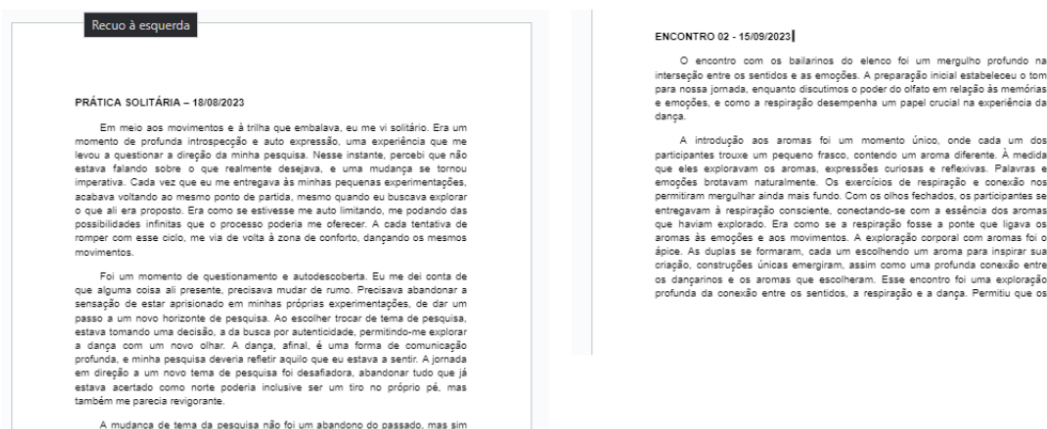 Recuo à esquerda
PRÁTICA SOLITÁRIA – 18/08/2023
Em meio aos movimentos e à trilha que embalava, eu me vi solitário. Era um
momento de profunda introspecção e auto expressão, uma experiência que me
levou a questionar a direção da minha pesquisa. Nesse instante, percebi que não
estava falando sobre o que realmente desejava, e uma mudança se tornou
imperativa. Cada vez que eu me entregava às minhas pequenas experimentações,
acabava voltando ao mesmo ponto de partida, mesmo quando eu buscava explorar
o que ali era proposto. Era como se estivesse me auto limitando, me podando das
possibilidades infinitas que o processo poderia me oferecer. A cada tentativa de
romper com esse ciclo, me via de volta à zona de conforto, dançando os mesmos
movimentos.
Foi um momento de questionamento e autodescoberta. Eu me dei conta de
que alguma coisa ali presente, precisava mudar de rumo. Precisava abandonar a
sensação de estar aprisionado em minhas próprias experimentações, de dar um
passo a um novo horizonte de pesquisa. Ao escolher trocar de tema de pesquisa,
estava tomando uma decisão, a da busca por autenticidade, permitindo-me explorar
a dança com um novo olhar. A dança, afinal, é uma forma de comunicação
profunda, e minha pesquisa deveria refletir aquilo que eu estava a sentir. A jornada
em direção a um novo tema de pesquisa foi desafiadora, abandonar tudo que já
estava acertado como norte poderia inclusive ser um tiro no próprio pé, mas
também me parecia revigorante.
A mudança de tema da pesquisa não foi um abandono do passado, mas sim
ENCONTRO 02 - 15/09/2023
O encontro com os bailarinos do elenco foi um mergulho profundo na
interseção entre os sentidos e as emoções. A preparação inicial estabeleceu o tom
para nossa jornada, enquanto discutimos o poder do olfato em relação às memórias
e emoções, e como a respiração desempenha um papel crucial na experiência da
dança.
A introdução aos aromas foi um momento único, onde cada um dos
participantes trouxe um pequeno frasco, contendo um aroma diferente. À medida
que eles exploravam os aromas, expressões curiosas e reflexivas. Palavras e
emoções brotavam naturalmente. Os exercícios de respiração e conexão nos
permitiram mergulhar ainda mais fundo. Com os olhos fechados, os participantes se
entregavam à respiração consciente, conectando-se com a essência dos aromas
que haviam explorado. Era como se a respiração fosse a ponte que ligava os
aromas às emoções e aos movimentos. A exploração corporal com aromas foi o
ápice. As duplas se formaram, cada um escolhendo um aroma para inspirar sua
criação, construções únicas emergiram, assim como uma profunda conexão entre
os dançarinos e os aromas que escolheram. Esse encontro foi uma exploração
profunda da conexão entre os sentidos, a respiração e a dança. Permitiu que os